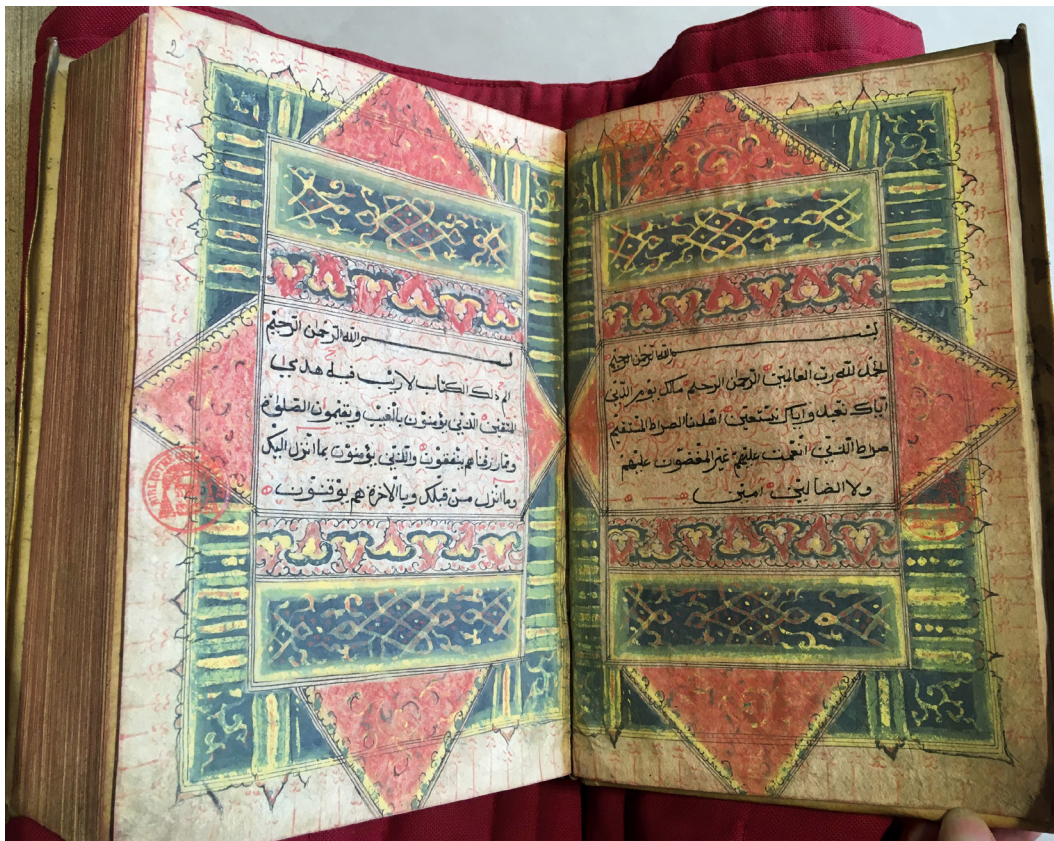 بسم الله الرحمن الرحيم
الحمد لله رب العالمين الرحمن الرحيم ملك يوم الدين
اياك نعبد واياك نستعين اهدنا الصراط المستقيم
صراط الذين انعمت عليهم غير المغضوب عليهم
ولا الضالين امين
2
بسم الله الرحمن الرحيم
الم ذلك الكتاب لا ريب فيه هدى
للمتقين الذين يؤمنون بالغيب ويقيمون الصلوة
ومما رزقناهم ينفقون والذين يؤمنون بما انزل اليك
وما انزل من قبلك وبالاخرة هم يوقنون